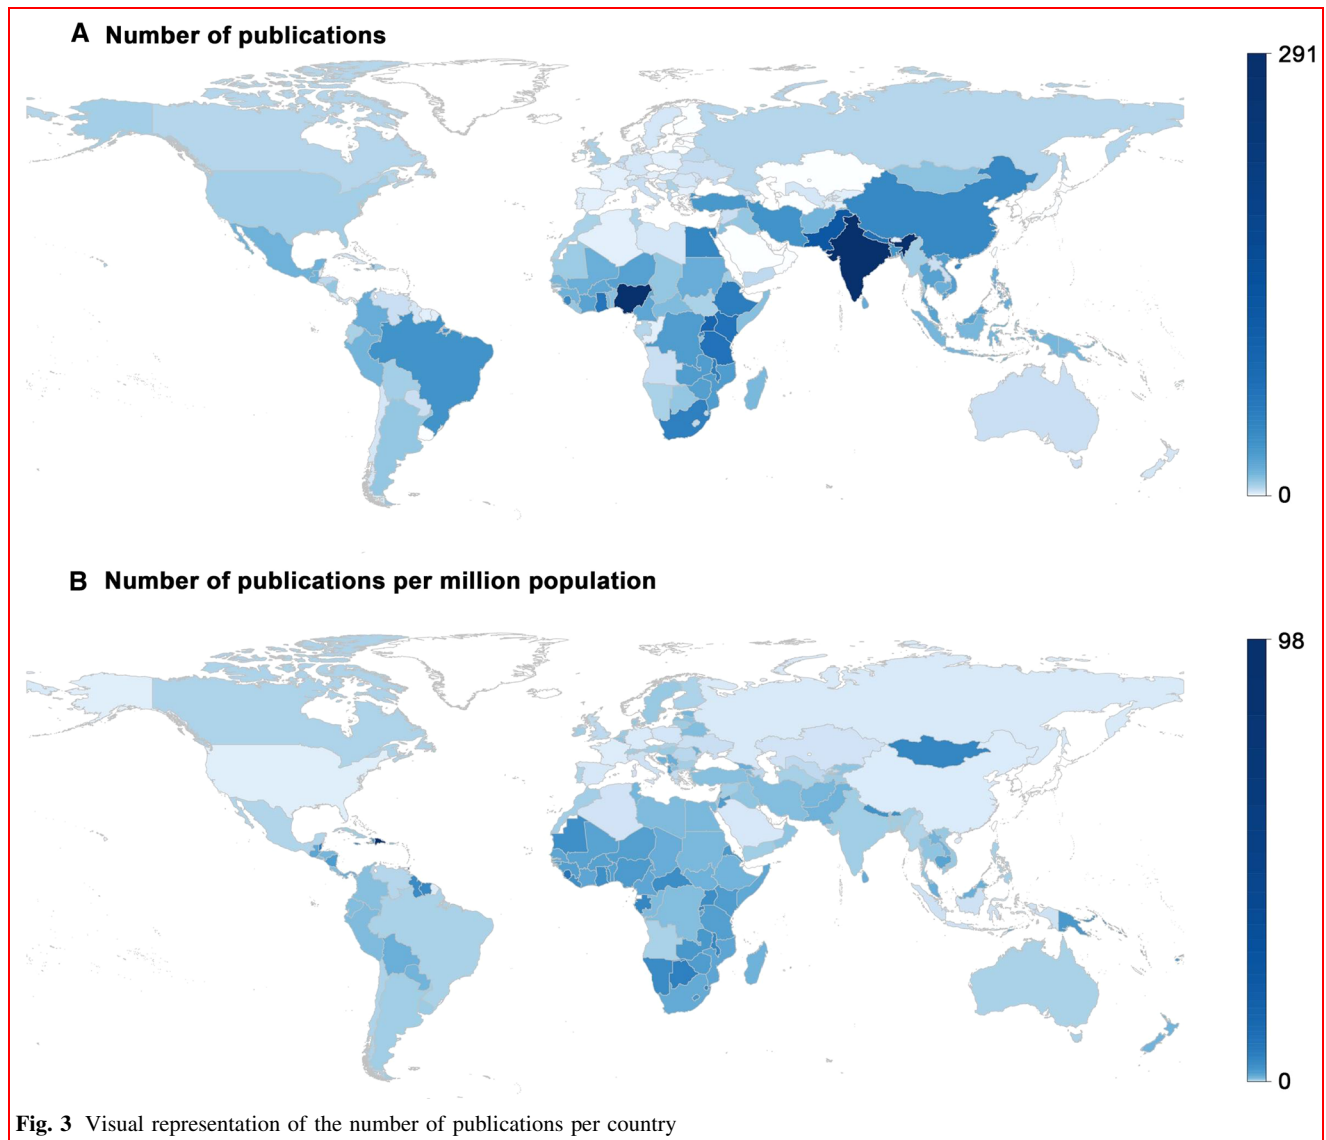 A Number of publications
291
0
B Number of publications per million population
98
0
Fig. 3 Visual representation of the number of publications per country